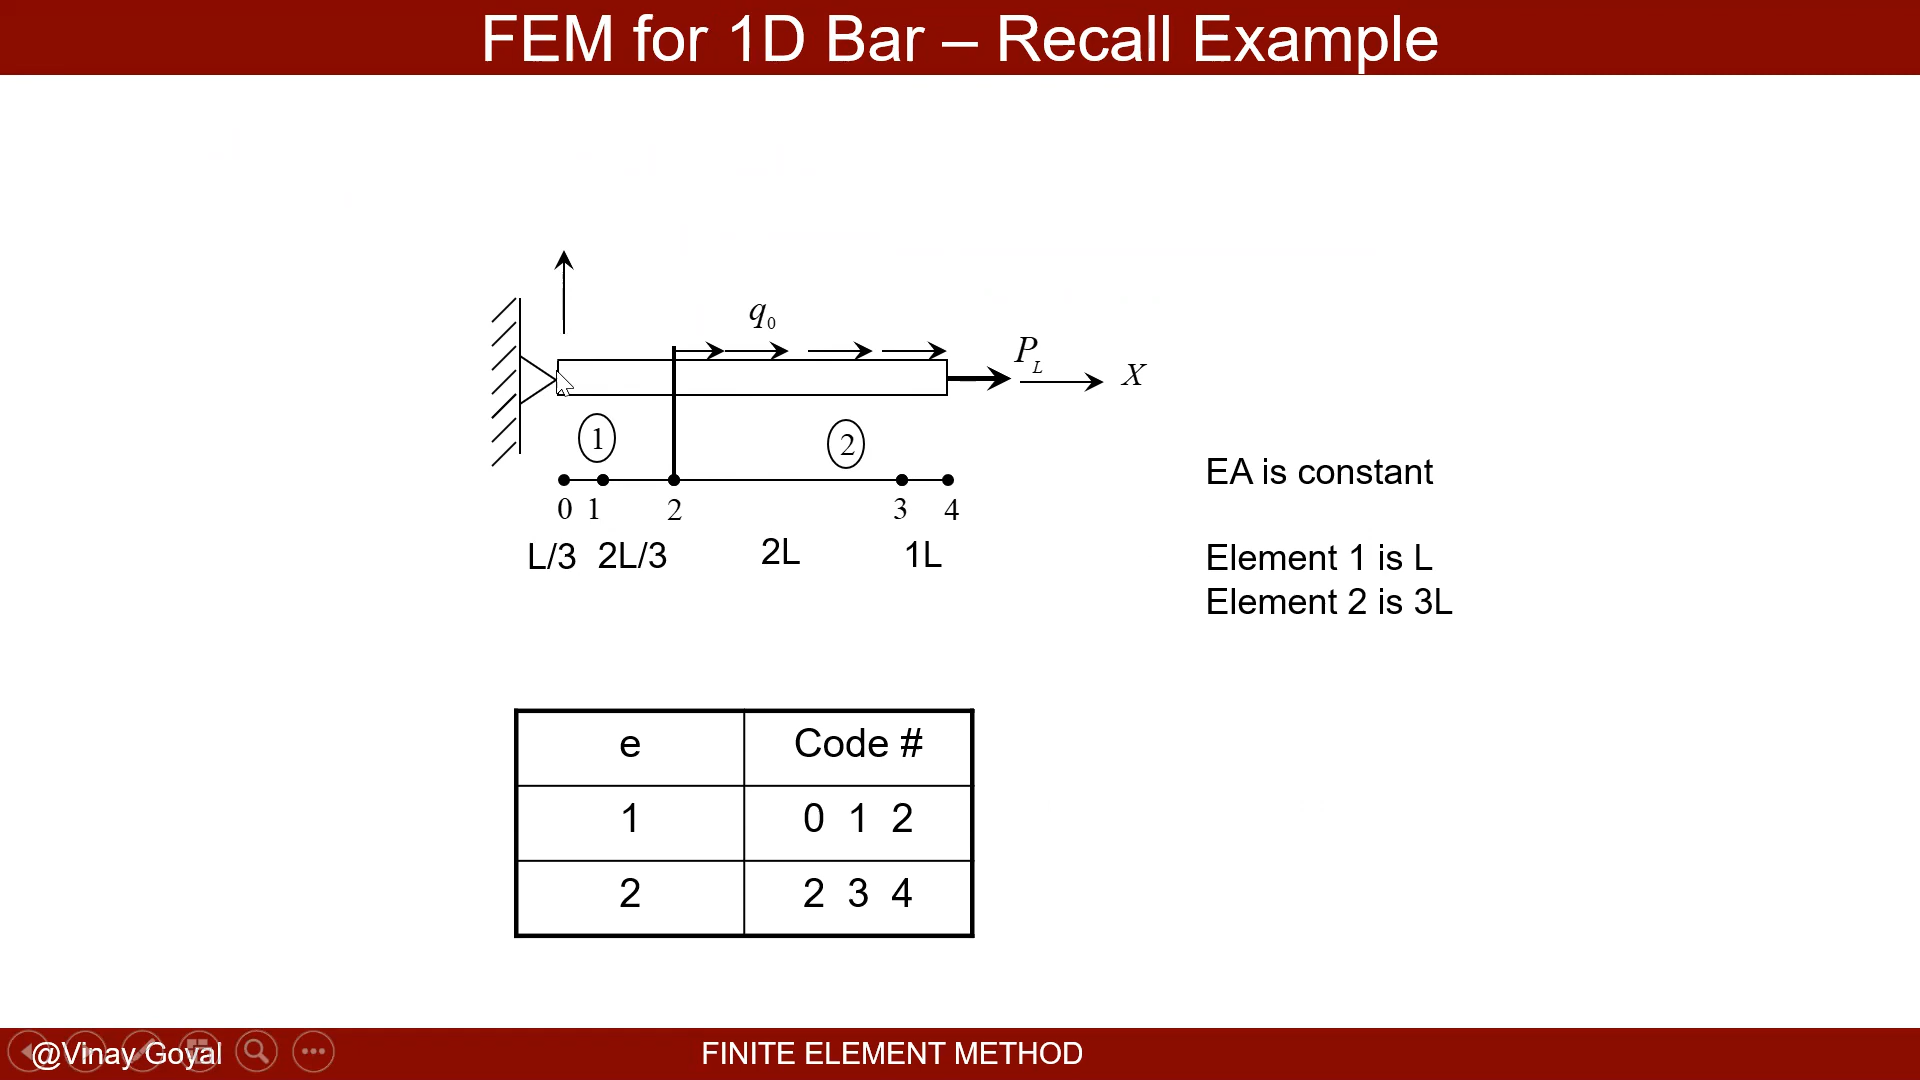 FEM for 1D Bar – Recall Example
q0
PL
X
1 2
0 1 2 3 4
L/3 2L/3 2L 1L
EA is constant
Element 1 is L
Element 2 is 3L
e Code #
1 0 1 2
2 2 3 4
@Vinay Goyal FINITE ELEMENT METHOD